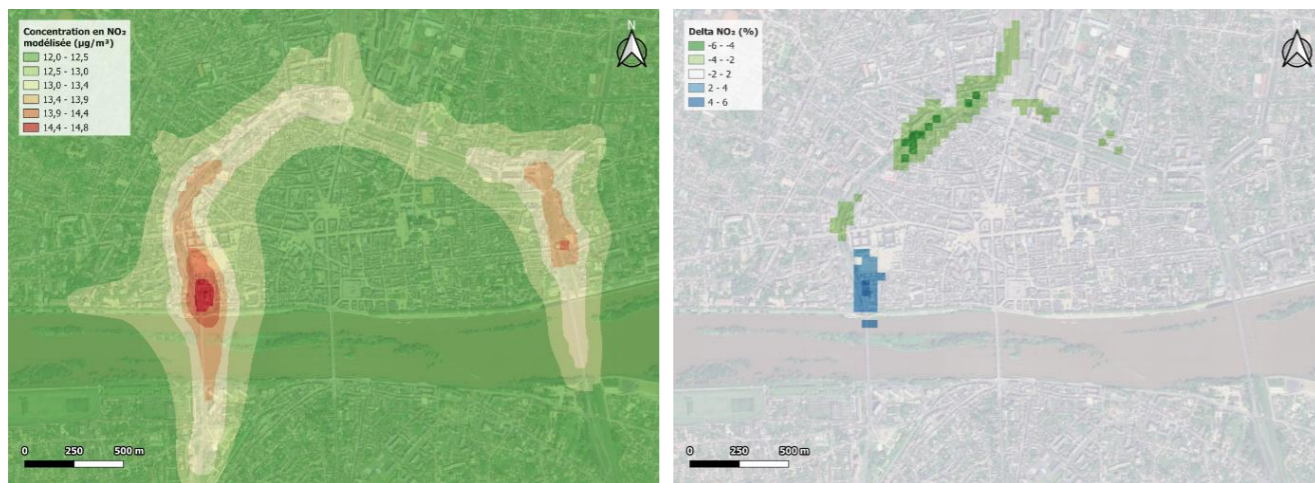 Concentration en NO₂
modélisée (µg/m³)
12,0 - 12,5
12,5 - 13,0
13,0 - 13,4
13,4 - 13,9
13,9 - 14,4
14,4 - 14,8
N
0 250 500 m
Delta NO₂ (%)
-6 - -4
-4 - -2
-2 - 2
2 - 4
4 - 6
N
0 250 500 m